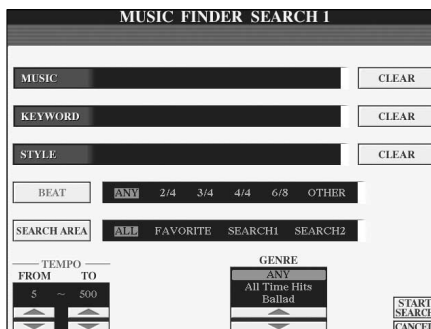 MUSIC FINDER SEARCH 1
MUSIC CLEAR
KEYWORD CLEAR
STYLE CLEAR
BEAT ANY 2/4 3/4 4/4 6/8 OTHER
SEARCH AREA ALL FAVORITE SEARCH1 SEARCH2
TEMPO GENRE
FROM TO ANY
5 ~ 500 All Time Hits
Ballad
START
SEARCH
CANCEL